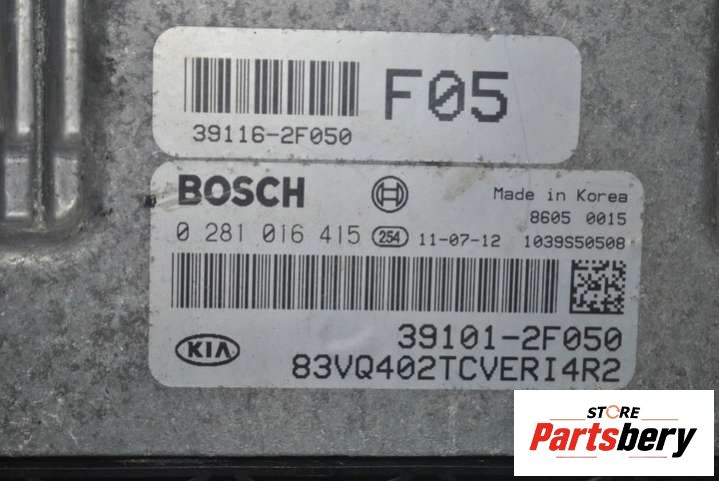 F05
39116-2F050
BOSCH
Made in Korea
8605 0015
0 281 016 415 254 11-07-12 1039S50508
39101-2F050
KIA
83VQ402TCVERI4R2
STORE
Partsbery